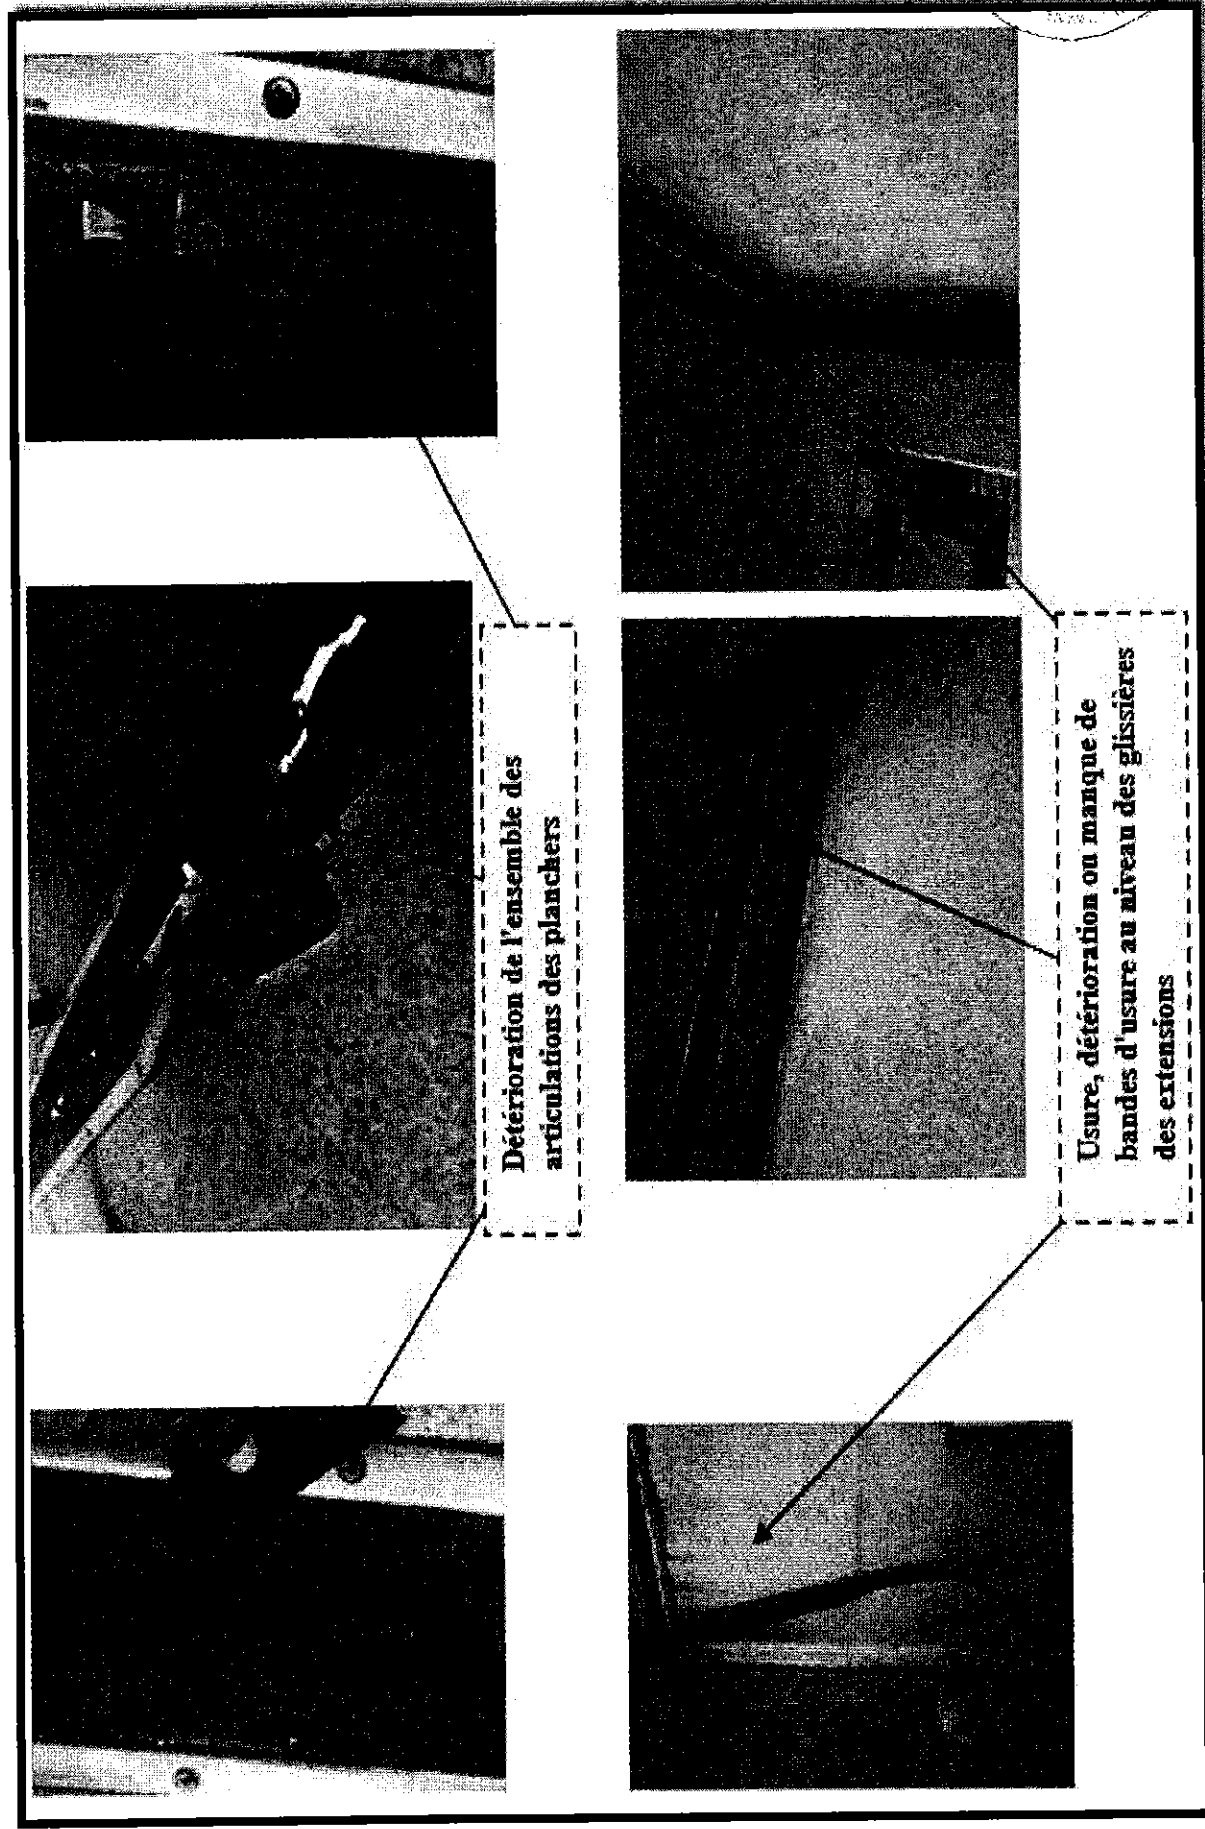 Détérioration de l'ensemble des
articulations des planchers
Usure, détérioration ou manque de
bandes d'usure au niveau des glissières
des extensions